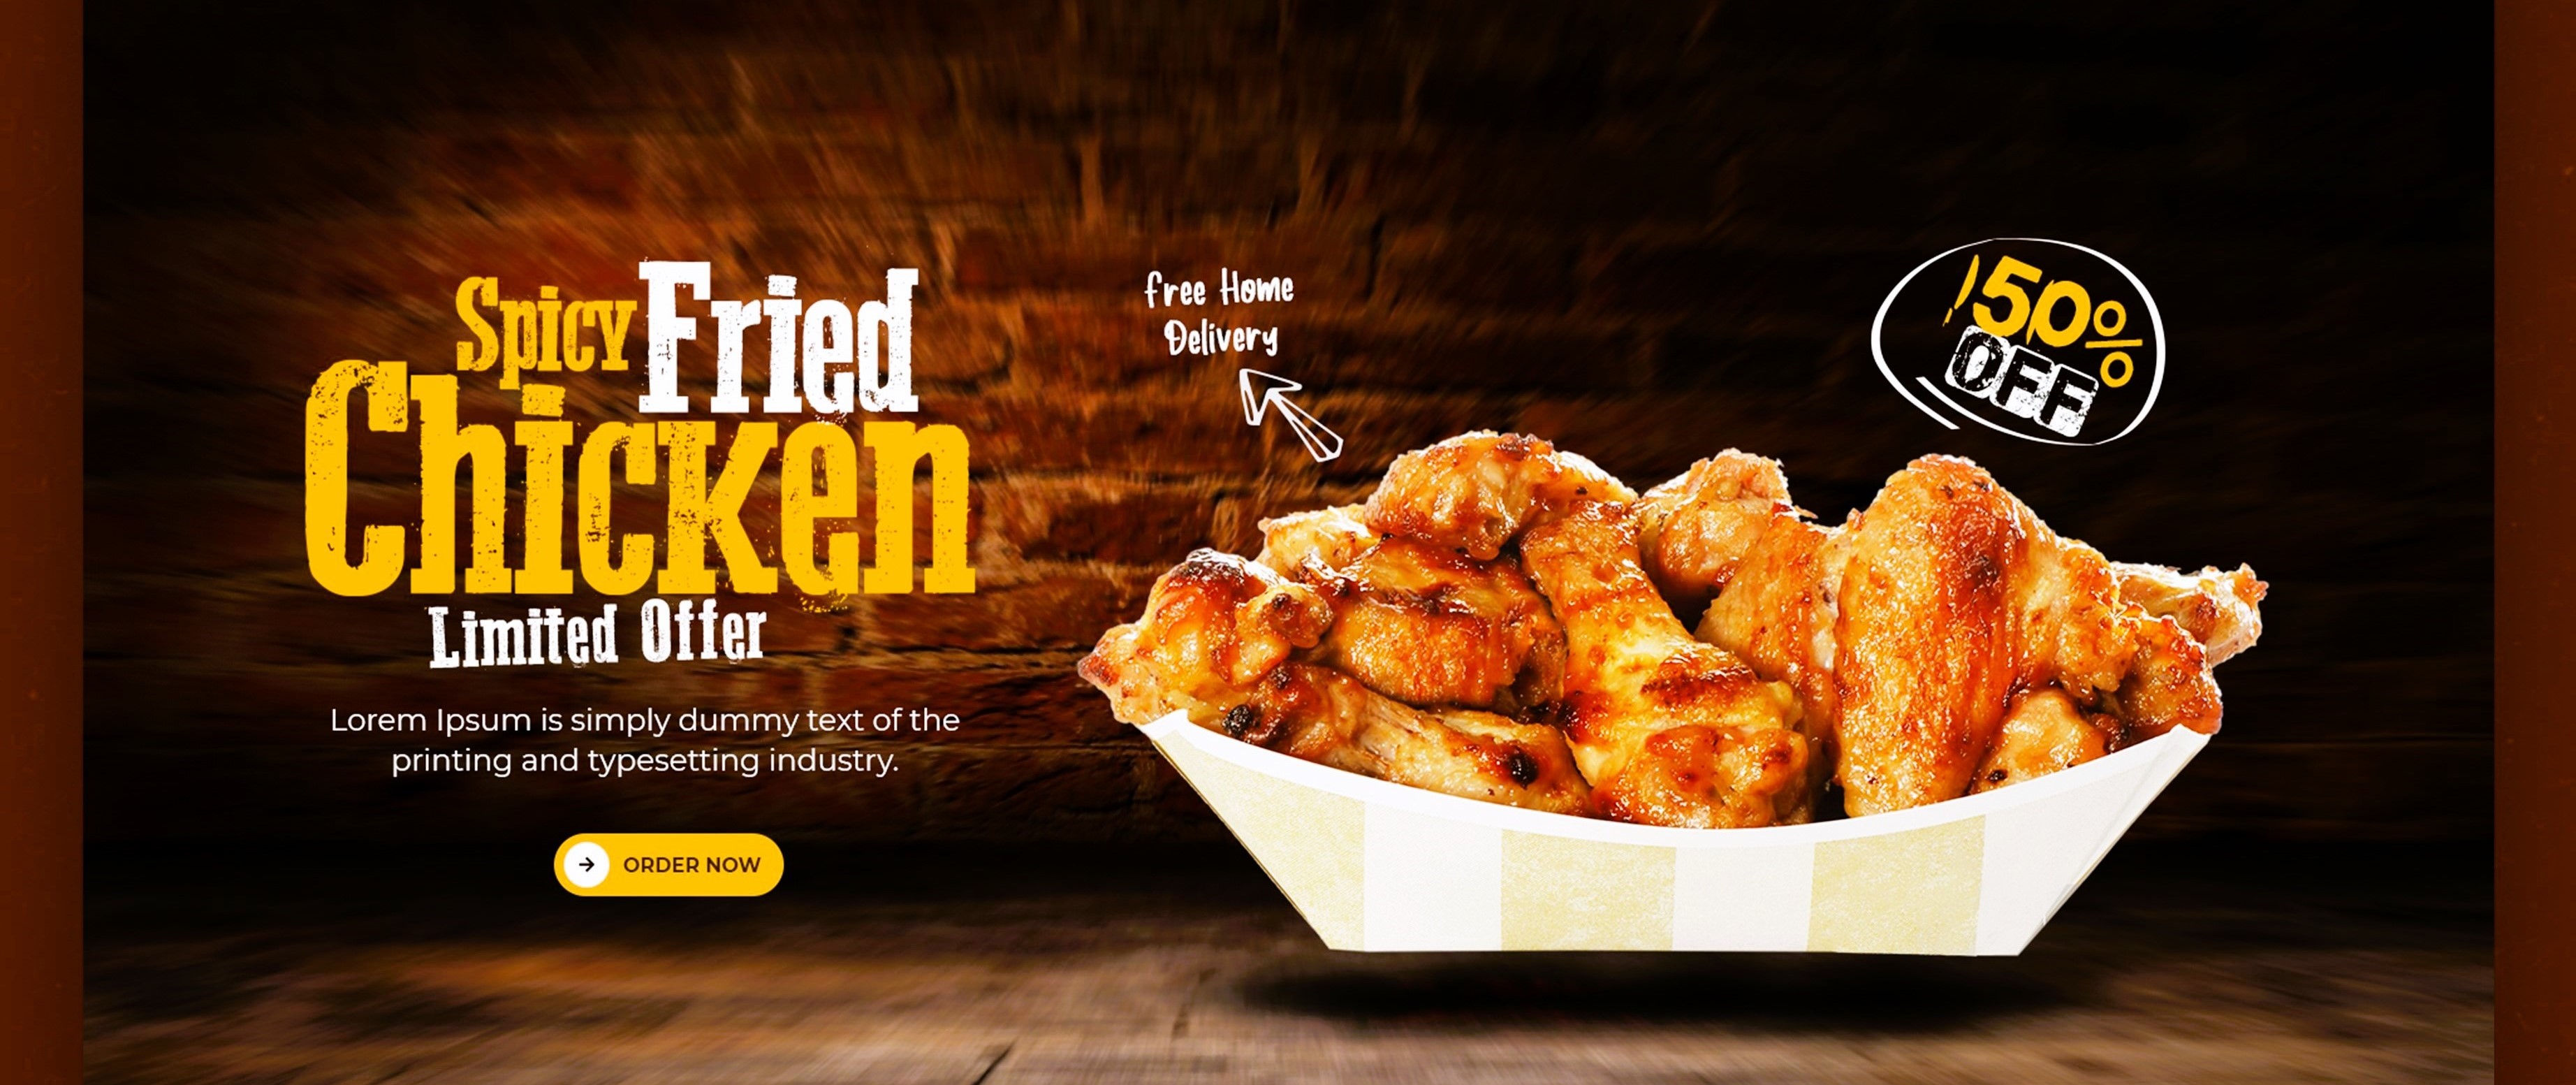 Spicy Fried
Chicken
Limited Offer
Lorem Ipsum is simply dummy text of the
printing and typesetting industry.
ORDER NOW
free Home
Delivery
50%
OFF